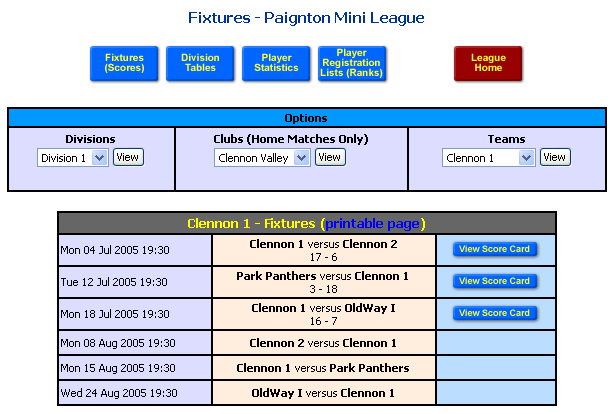 Fixtures - Paignton Mini League
Fixtures (Scores)
Division Tables
Player Statistics
Player Registration Lists (Ranks)
League Home
Options
Divisions
Clubs (Home Matches Only)
Teams
Division 1 View
Clennon Valley View
Clennon 1 View
Clennon 1 - Fixtures (printable page)
Mon 04 Jul 2005 19:30
Clennon 1 versus Clennon 2
17 - 6
View Score Card
Tue 12 Jul 2005 19:30
Park Panthers versus Clennon 1
3 - 18
View Score Card
Mon 18 Jul 2005 19:30
Clennon 1 versus OldWay I
16 - 7
View Score Card
Mon 08 Aug 2005 19:30
Clennon 2 versus Clennon 1
Mon 15 Aug 2005 19:30
Clennon 1 versus Park Panthers
Wed 24 Aug 2005 19:30
OldWay I versus Clennon 1